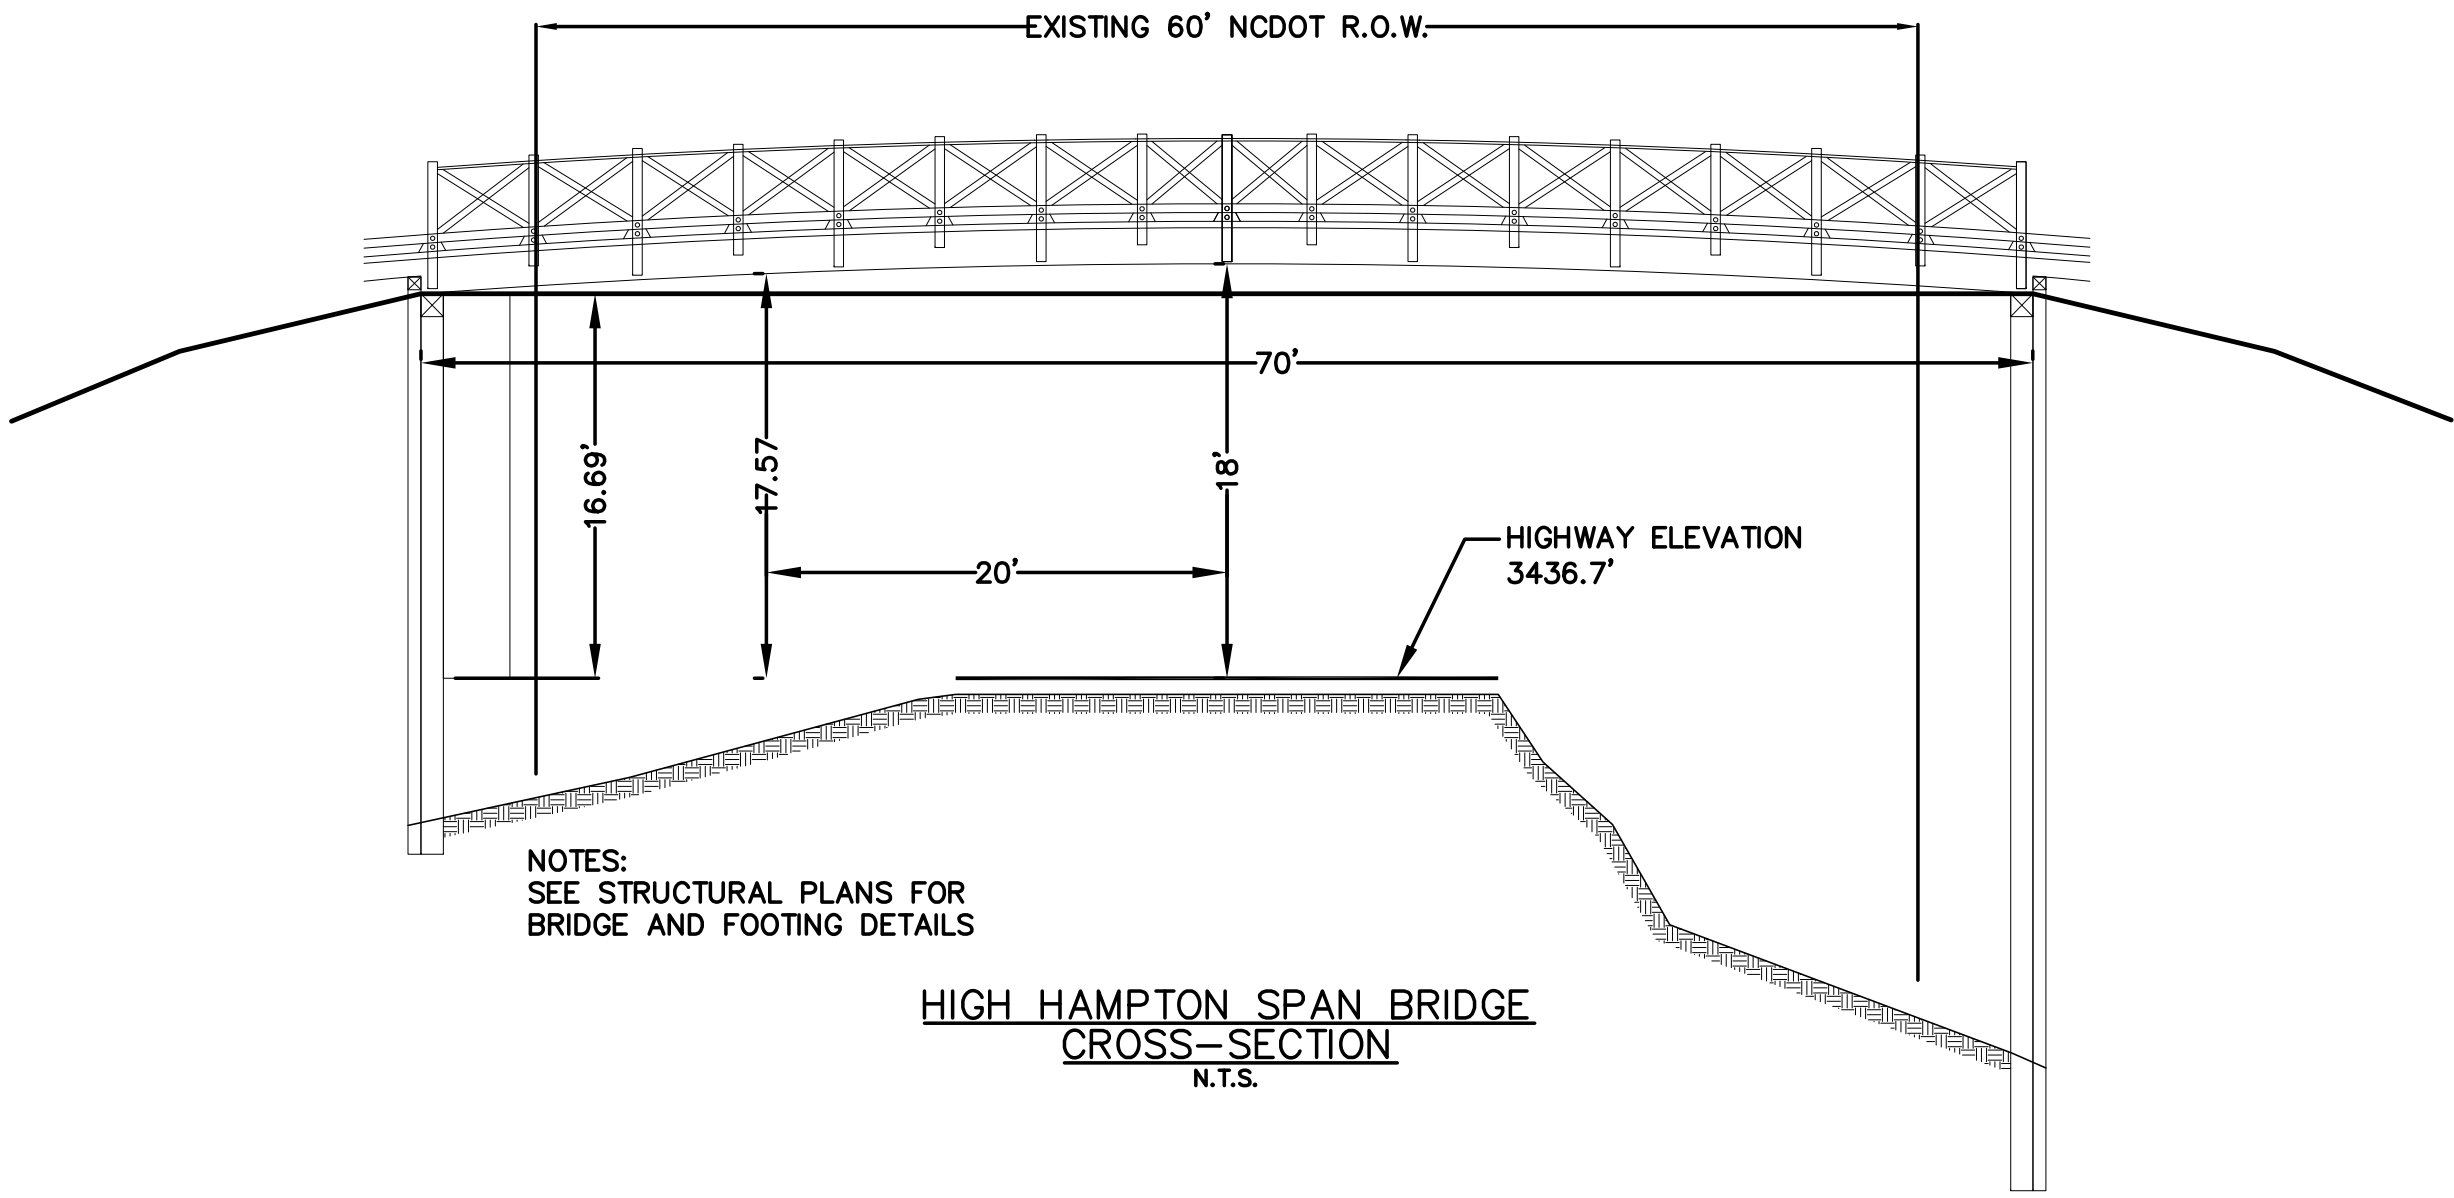 EXISTING 60' NCDOT R.O.W.
70'
16.69'
17.57
18'
20'
HIGHWAY ELEVATION
3436.7'
NOTES:
SEE STRUCTURAL PLANS FOR
BRIDGE AND FOOTING DETAILS
HIGH HAMPTON SPAN BRIDGE
CROSS-SECTION
N.T.S.